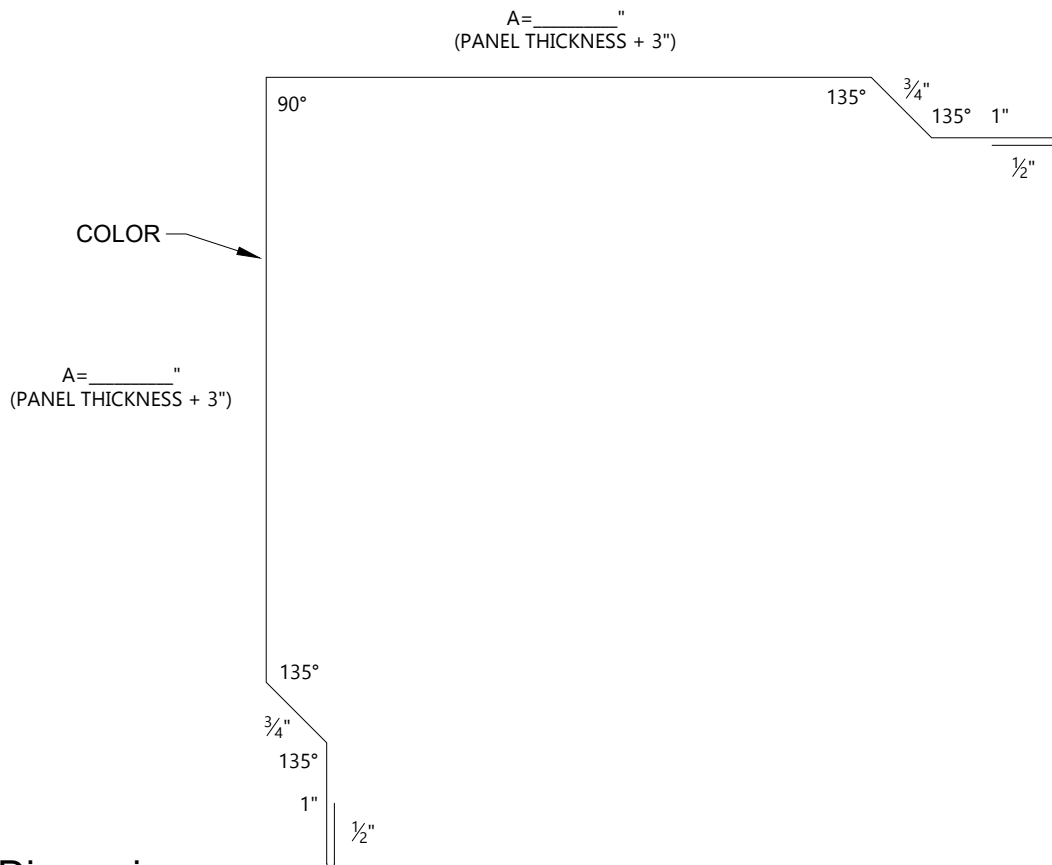 A=_________"
(PANEL THICKNESS + 3")
90°
135°
¾"
135° 1"
½"
COLOR
A=_________"
(PANEL THICKNESS + 3")
135°
¾"
135°
1"
½"